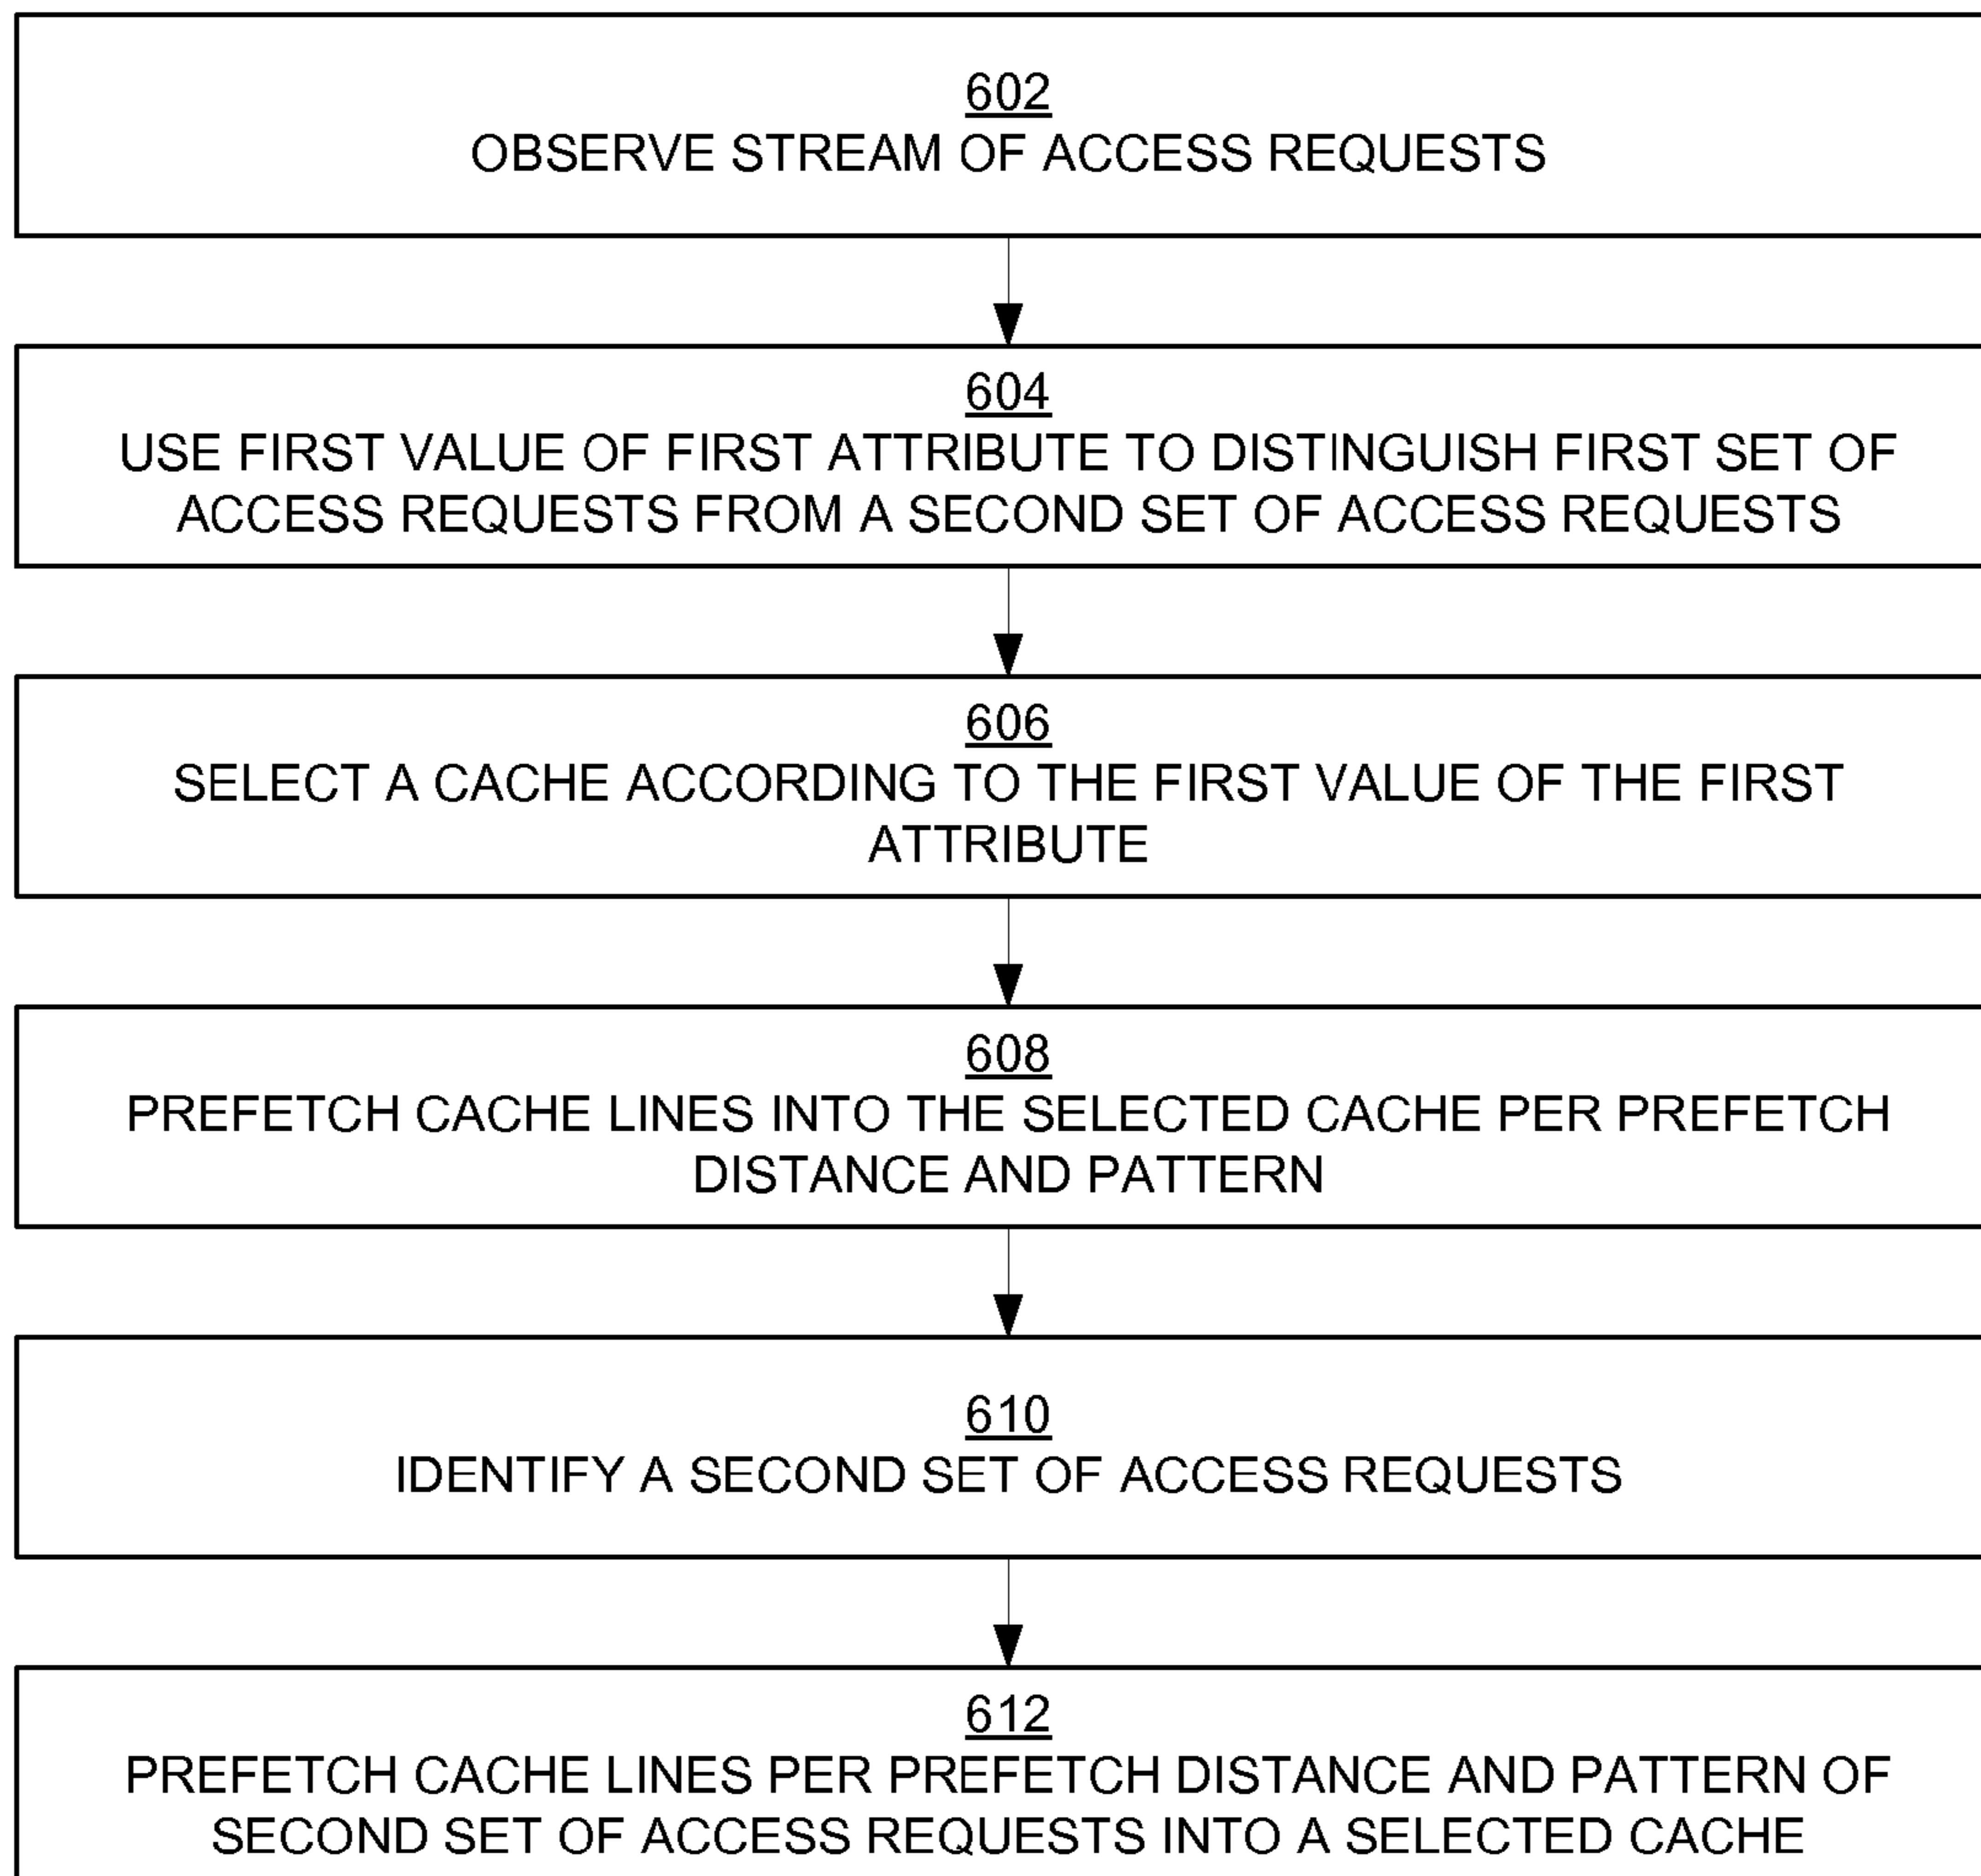 602
OBSERVE STREAM OF ACCESS REQUESTS
604
USE FIRST VALUE OF FIRST ATTRIBUTE TO DISTINGUISH FIRST SET OF
ACCESS REQUESTS FROM A SECOND SET OF ACCESS REQUESTS
606
SELECT A CACHE ACCORDING TO THE FIRST VALUE OF THE FIRST
ATTRIBUTE
608
PREFETCH CACHE LINES INTO THE SELECTED CACHE PER PREFETCH
DISTANCE AND PATTERN
610
IDENTIFY A SECOND SET OF ACCESS REQUESTS
612
PREFETCH CACHE LINES PER PREFETCH DISTANCE AND PATTERN OF
SECOND SET OF ACCESS REQUESTS INTO A SELECTED CACHE